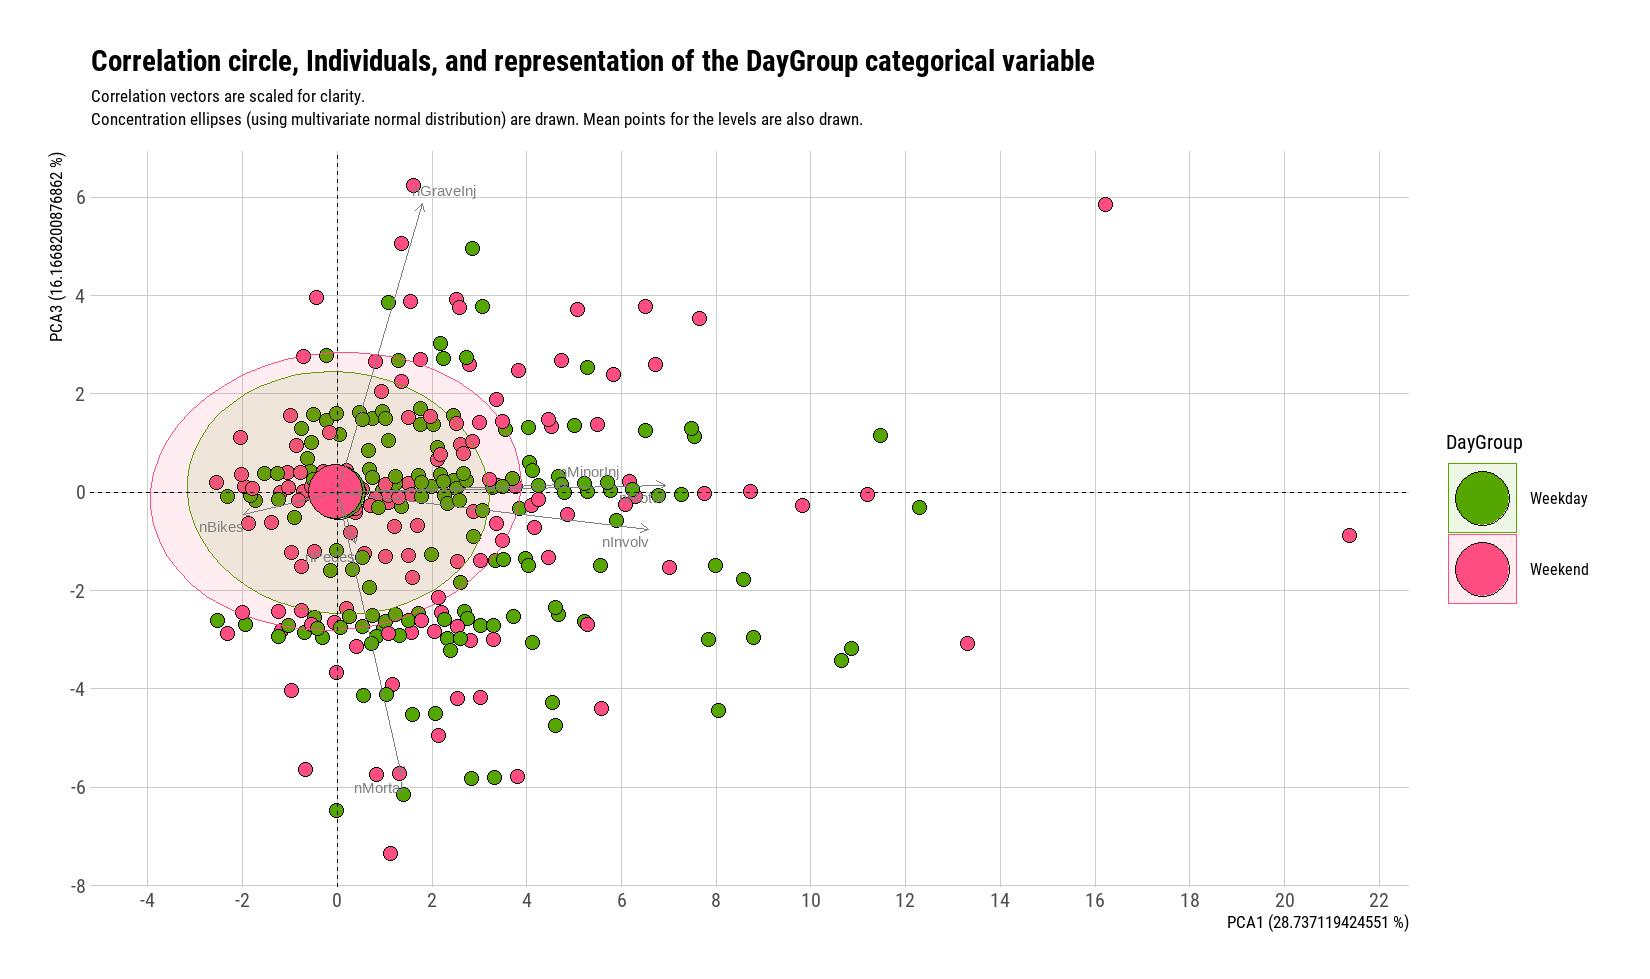 Correlation circle, Individuals, and representation of the DayGroup categorical variable
Correlation vectors are scaled for clarity.
Concentration ellipses (using multivariate normal distribution) are drawn. Mean points for the levels are also drawn.
PCA3 (16.1668200876862 %)
6
4
2
0
-2
-4
-6
-8
nGraveInj
nMinorInj
nBikes
nInvolv
nMortal
DayGroup
Weekday
Weekend
-4
-2
0
2
4
6
8
10
12
14
16
18
20
22
PCA1 (28.737119424551 %)